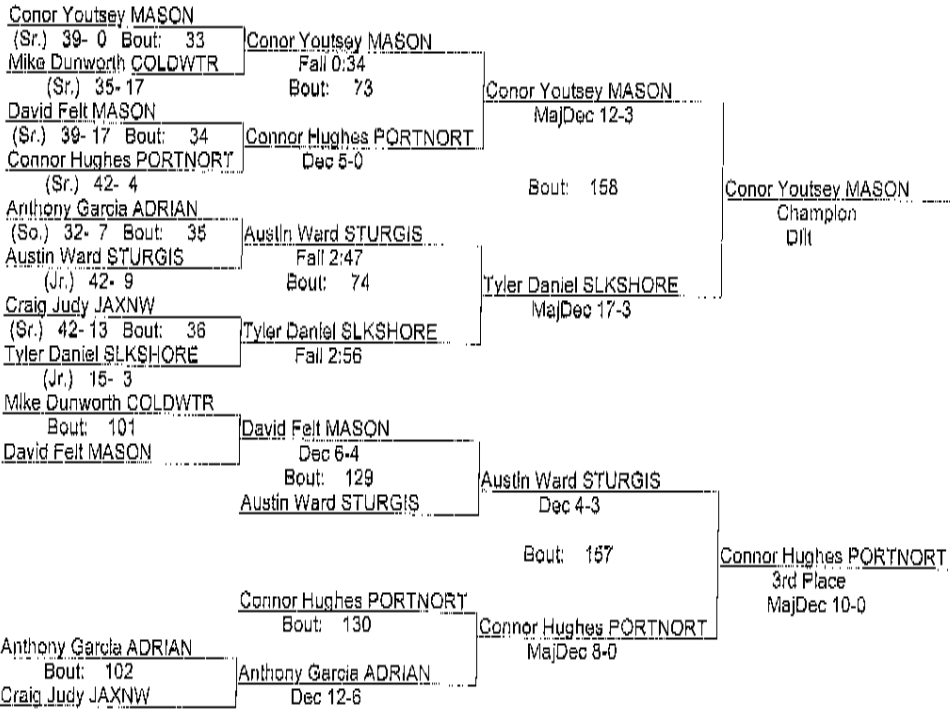 Conor Youtsey MASON
(Sr.) 39- 0 Bout: 33
Mike Dunworth COLDWTR
(Sr.) 35- 17
David Felt MASON
(Sr.) 39- 17 Bout: 34
Connor Hughes PORTNORT
(Sr.) 42- 4
Anthony Garcia ADRIAN
(So.) 32- 7 Bout: 35
Austin Ward STURGIS
(Jr.) 42- 9
Craig Judy JAXNW
(Sr.) 42- 13 Bout: 36
Tyler Daniel SLKSHORE
(Jr.) 15- 3
Conor Youtsey MASON
Fall 0:34
Bout: 73
Connor Hughes PORTNORT
Dec 5-0
Austin Ward STURGIS
Fall 2:47
Bout: 74
Tyler Daniel SLKSHORE
Fall 2:56
Conor Youtsey MASON
MajDec 12-3
Bout: 158
Tyler Daniel SLKSHORE
MajDec 17-3
Conor Youtsey MASON
Champion
Dflt
Mike Dunworth COLDWTR
Bout: 101
David Felt MASON
David Felt MASON
Dec 6-4
Bout: 129
Austin Ward STURGIS
Austin Ward STURGIS
Dec 4-3
Bout: 157
Connor Hughes PORTNORT
Bout: 130
Anthony Garcia ADRIAN
Bout: 102
Craig Judy JAXNW
Anthony Garcia ADRIAN
Dec 12-6
Connor Hughes PORTNORT
MajDec 8-0
Connor Hughes PORTNORT
3rd Place
MajDec 10-0